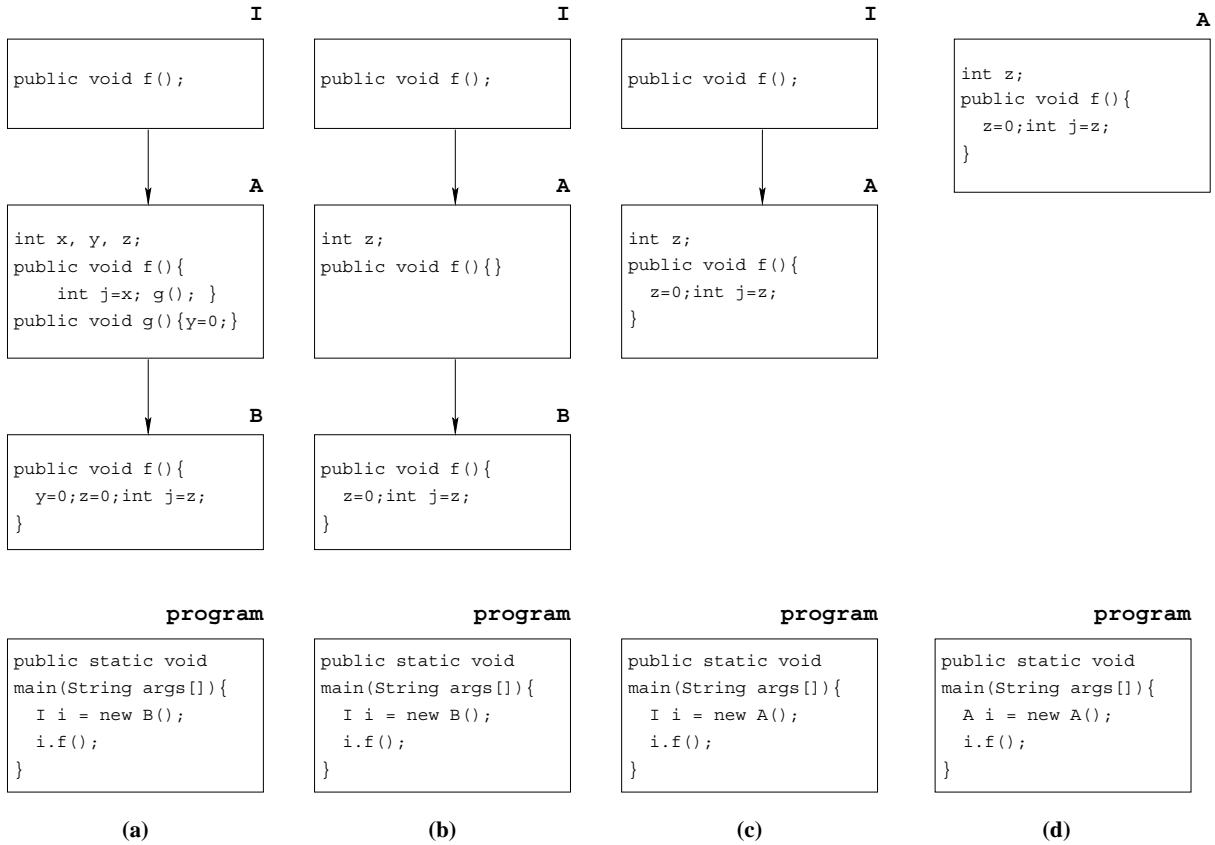 I
public void f();
A
int x, y, z;
public void f(){
int j=x; g(); }
public void g(){y=0;}
B
public void f(){
y=0;z=0;int j=z;
}
program
public static void
main(String args[]){
I i = new B();
i.f();
}
(a)
I
public void f();
A
int z;
public void f(){}
B
public void f(){
z=0;int j=z;
}
program
public static void
main(String args[]){
I i = new B();
i.f();
}
(b)
I
public void f();
A
int z;
public void f(){
z=0;int j=z;
}
program
public static void
main(String args[]){
I i = new A();
i.f();
}
(c)
A
int z;
public void f(){
z=0;int j=z;
}
program
public static void
main(String args[]){
A i = new A();
i.f();
}
(d)